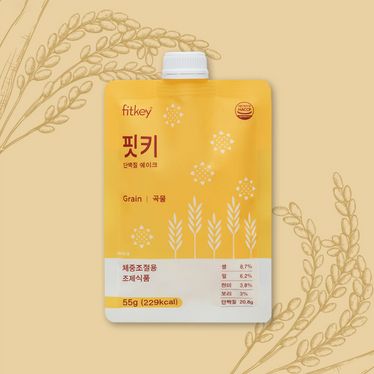 fitkey
HACCP
핏키
단백질 쉐이크
Grain | 곡물
체중조절용
조제식품
쌀 8.7%
밀 6.2%
현미 3.8%
보리 3%
단백질 20.8g
55g (229kcal)